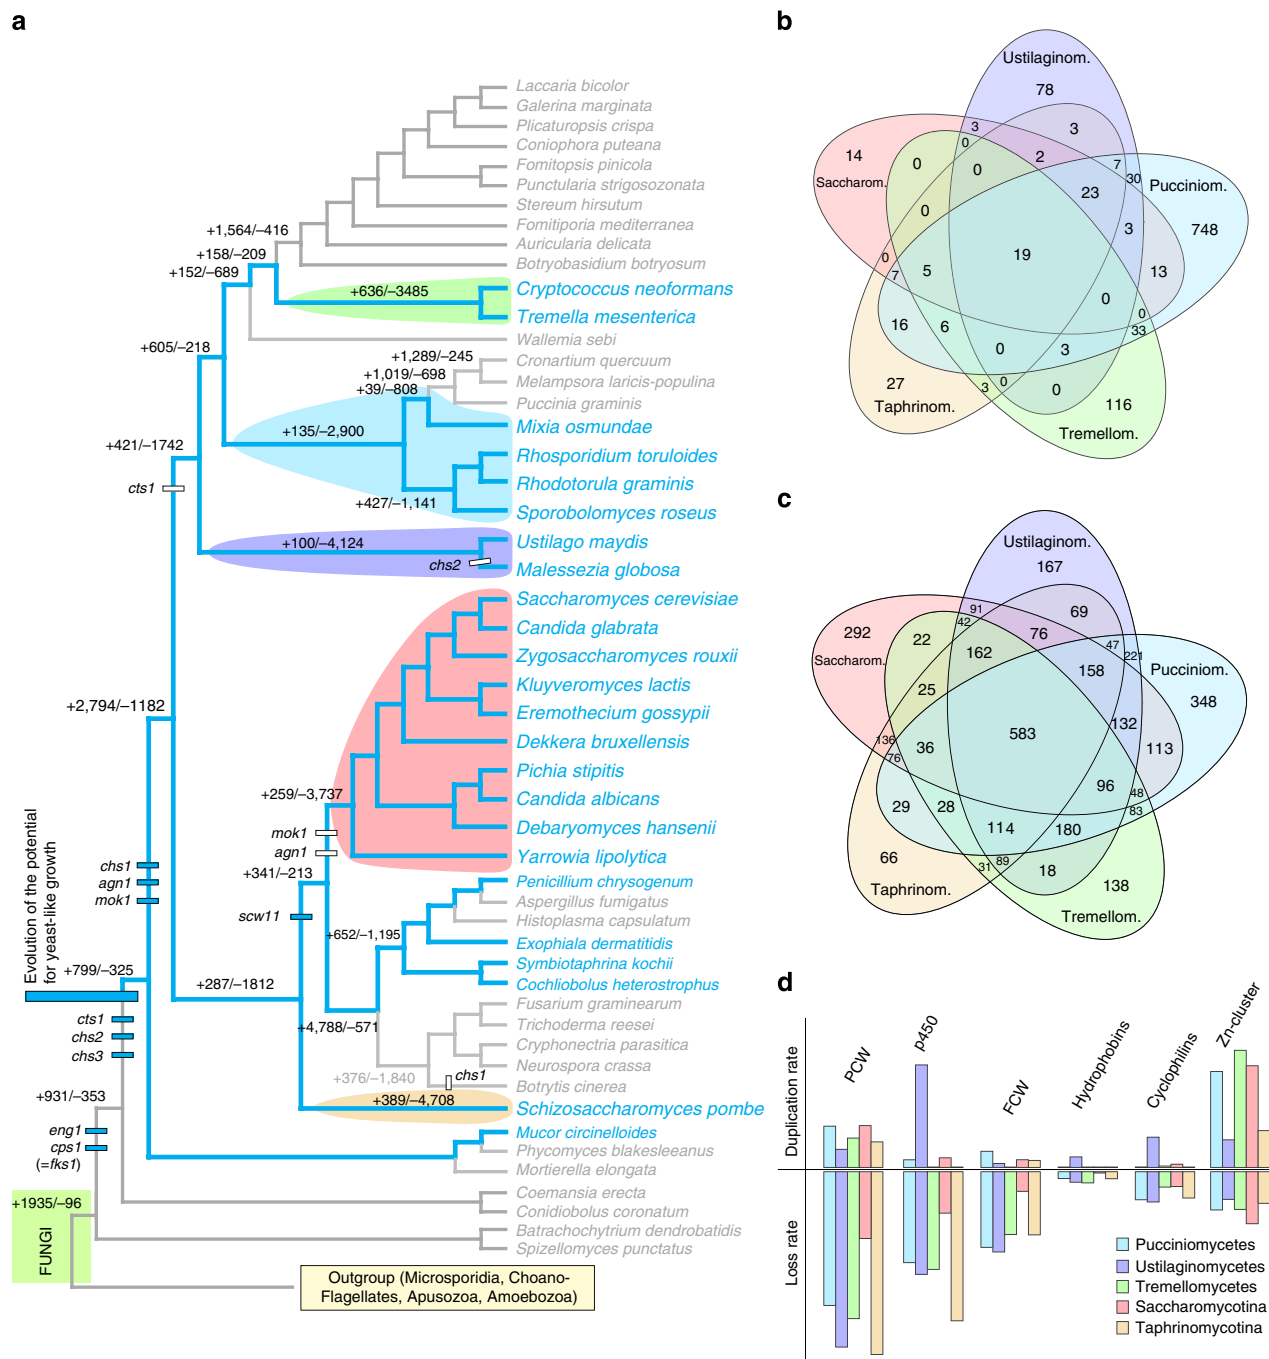 a
Laccaria bicolor
Galerina marginata
Plicaturopsis crispa
Coniophora puteana
Fomitopsis pinicola
Punctularia strigosozonata
Stereum hirsutum
Fomitiporia mediterranea
+1,564/–416
Auricularia delicata
+158/–209
Botryobasidium botryosum
+152/–689
+636/–3485
Cryptococcus neoformans
Tremella mesenterica
Wallemia sebi
+605/–218
+1,289/–245
Cronartium quercuum
+1,019/–698
Melampsora laricis-populina
+39/–808
Puccinia graminis
+135/–2,900
Mixia osmundae
+421/–1742
Rhosporidium toruloides
cts1
Rhodotorula graminis
+427/–1,141
Sporobolomyces roseus
+100/–4,124
Ustilago maydis
chs2
Malessezia globosa
Saccharomyces cerevisiae
Candida glabrata
Zygosaccharomyces rouxii
Kluyveromyces lactis
+2,794/–1182
Eremothecium gossypii
Dekkera bruxellensis
Pichia stipitis
+259/–3,737
Candida albicans
mok1
Debaryomyces hansenii
agn1
Yarrowia lipolytica
chs1
agn1
mok1
+341/–213
Penicillium chrysogenum
Aspergillus fumigatus
scw11
Histoplasma capsulatum
+652/–1,195
Exophiala dermatitidis
Evolution of the potential
for yeast-like growth
+799/–325
Symbiotaphrina kochii
+287/–1812
Cochliobolus heterostrophus
Fusarium graminearum
cts1
+4,788/–571
Trichoderma reesei
chs2
Cryphonectria parasitica
chs3
Neurospora crassa
+376/–1,840
chs1
Botrytis cinerea
+931/–353
+389/–4,708
Schizosaccharomyces pombe
eng1
cps1
(=fks1)
Mucor circinelloides
Phycomyces blakesleeanus
Mortierella elongata
+1935/–96
Coemansia erecta
Conidiobolus coronatum
FUNGI
Batrachochytrium dendrobatidis
Spizellomyces punctatus
Outgroup (Microsporidia, Choano-
Flagellates, Apusozoa, Amoebozoa)
b
Ustilaginom.
78
3
3
0
14
Saccharom.
0
0
2
7
30
Pucciniom.
23
0
3
748
0
7
5
19
13
0
0
33
16
6
0
3
27
Taphrinom.
3
0
0
116
Tremellom.
c
Ustilaginom.
167
91
69
42
292
Saccharom.
22
162
76
47
221
Pucciniom.
158
25
348
132
136
76
36
583
113
96
48
83
29
28
114
180
66
Taphrinom.
31
89
18
138
Tremellom.
d
Duplication rate
Loss rate
PCW
p450
FCW
Hydrophobins
Cyclophilins
Zn-cluster
Pucciniomycetes
Ustilaginomycetes
Tremellomycetes
Saccharomycotina
Taphrinomycotina